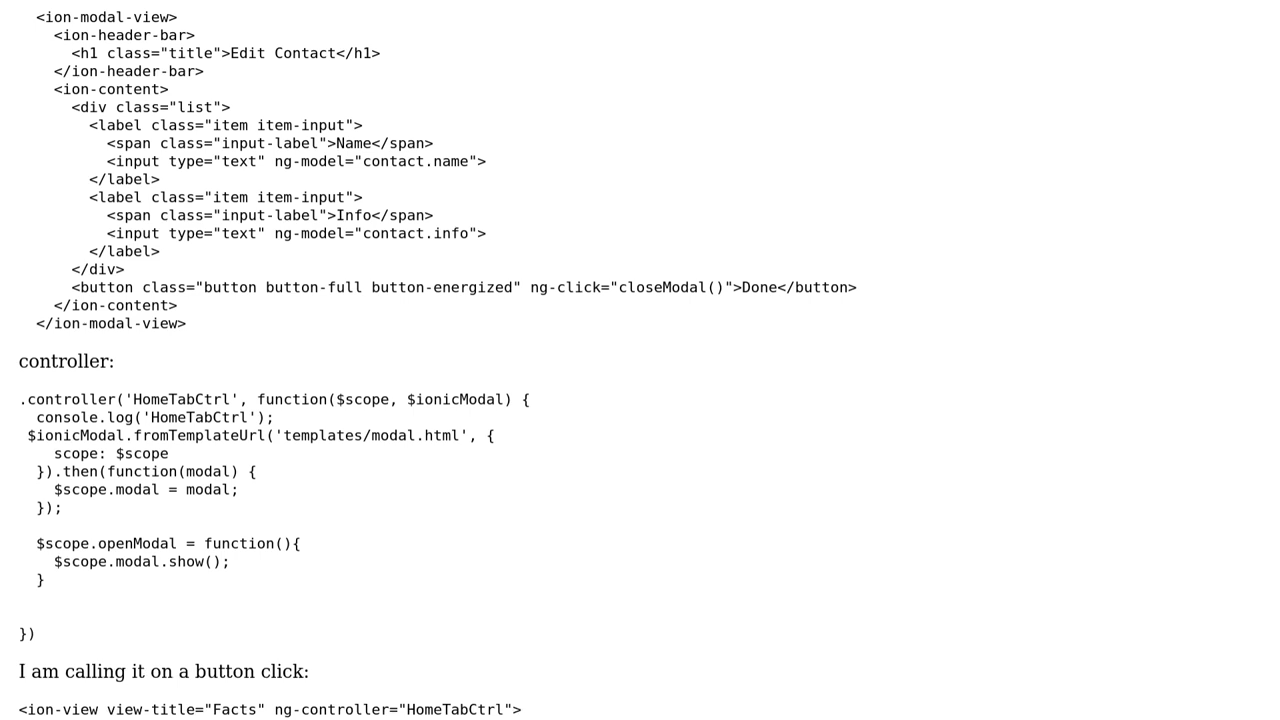 <ion-modal-view>
<ion-header-bar>
<h1 class="title">Edit Contact</h1>
</ion-header-bar>
<ion-content>
<div class="list">
<label class="item item-input">
<span class="input-label">Name</span>
<input type="text" ng-model="contact.name">
</label>
<label class="item item-input">
<span class="input-label">Info</span>
<input type="text" ng-model="contact.info">
</label>
</div>
<button class="button button-full button-energized" ng-click="closeModal()">Done</button>
</ion-content>
</ion-modal-view>
controller:
.controller('HomeTabCtrl', function($scope, $ionicModal) {
console.log('HomeTabCtrl');
$ionicModal.fromTemplateUrl('templates/modal.html', {
scope: $scope
}).then(function(modal) {
$scope.modal = modal;
});
$scope.openModal = function(){
$scope.modal.show();
}
})
I am calling it on a button click:
<ion-view view-title="Facts" ng-controller="HomeTabCtrl">